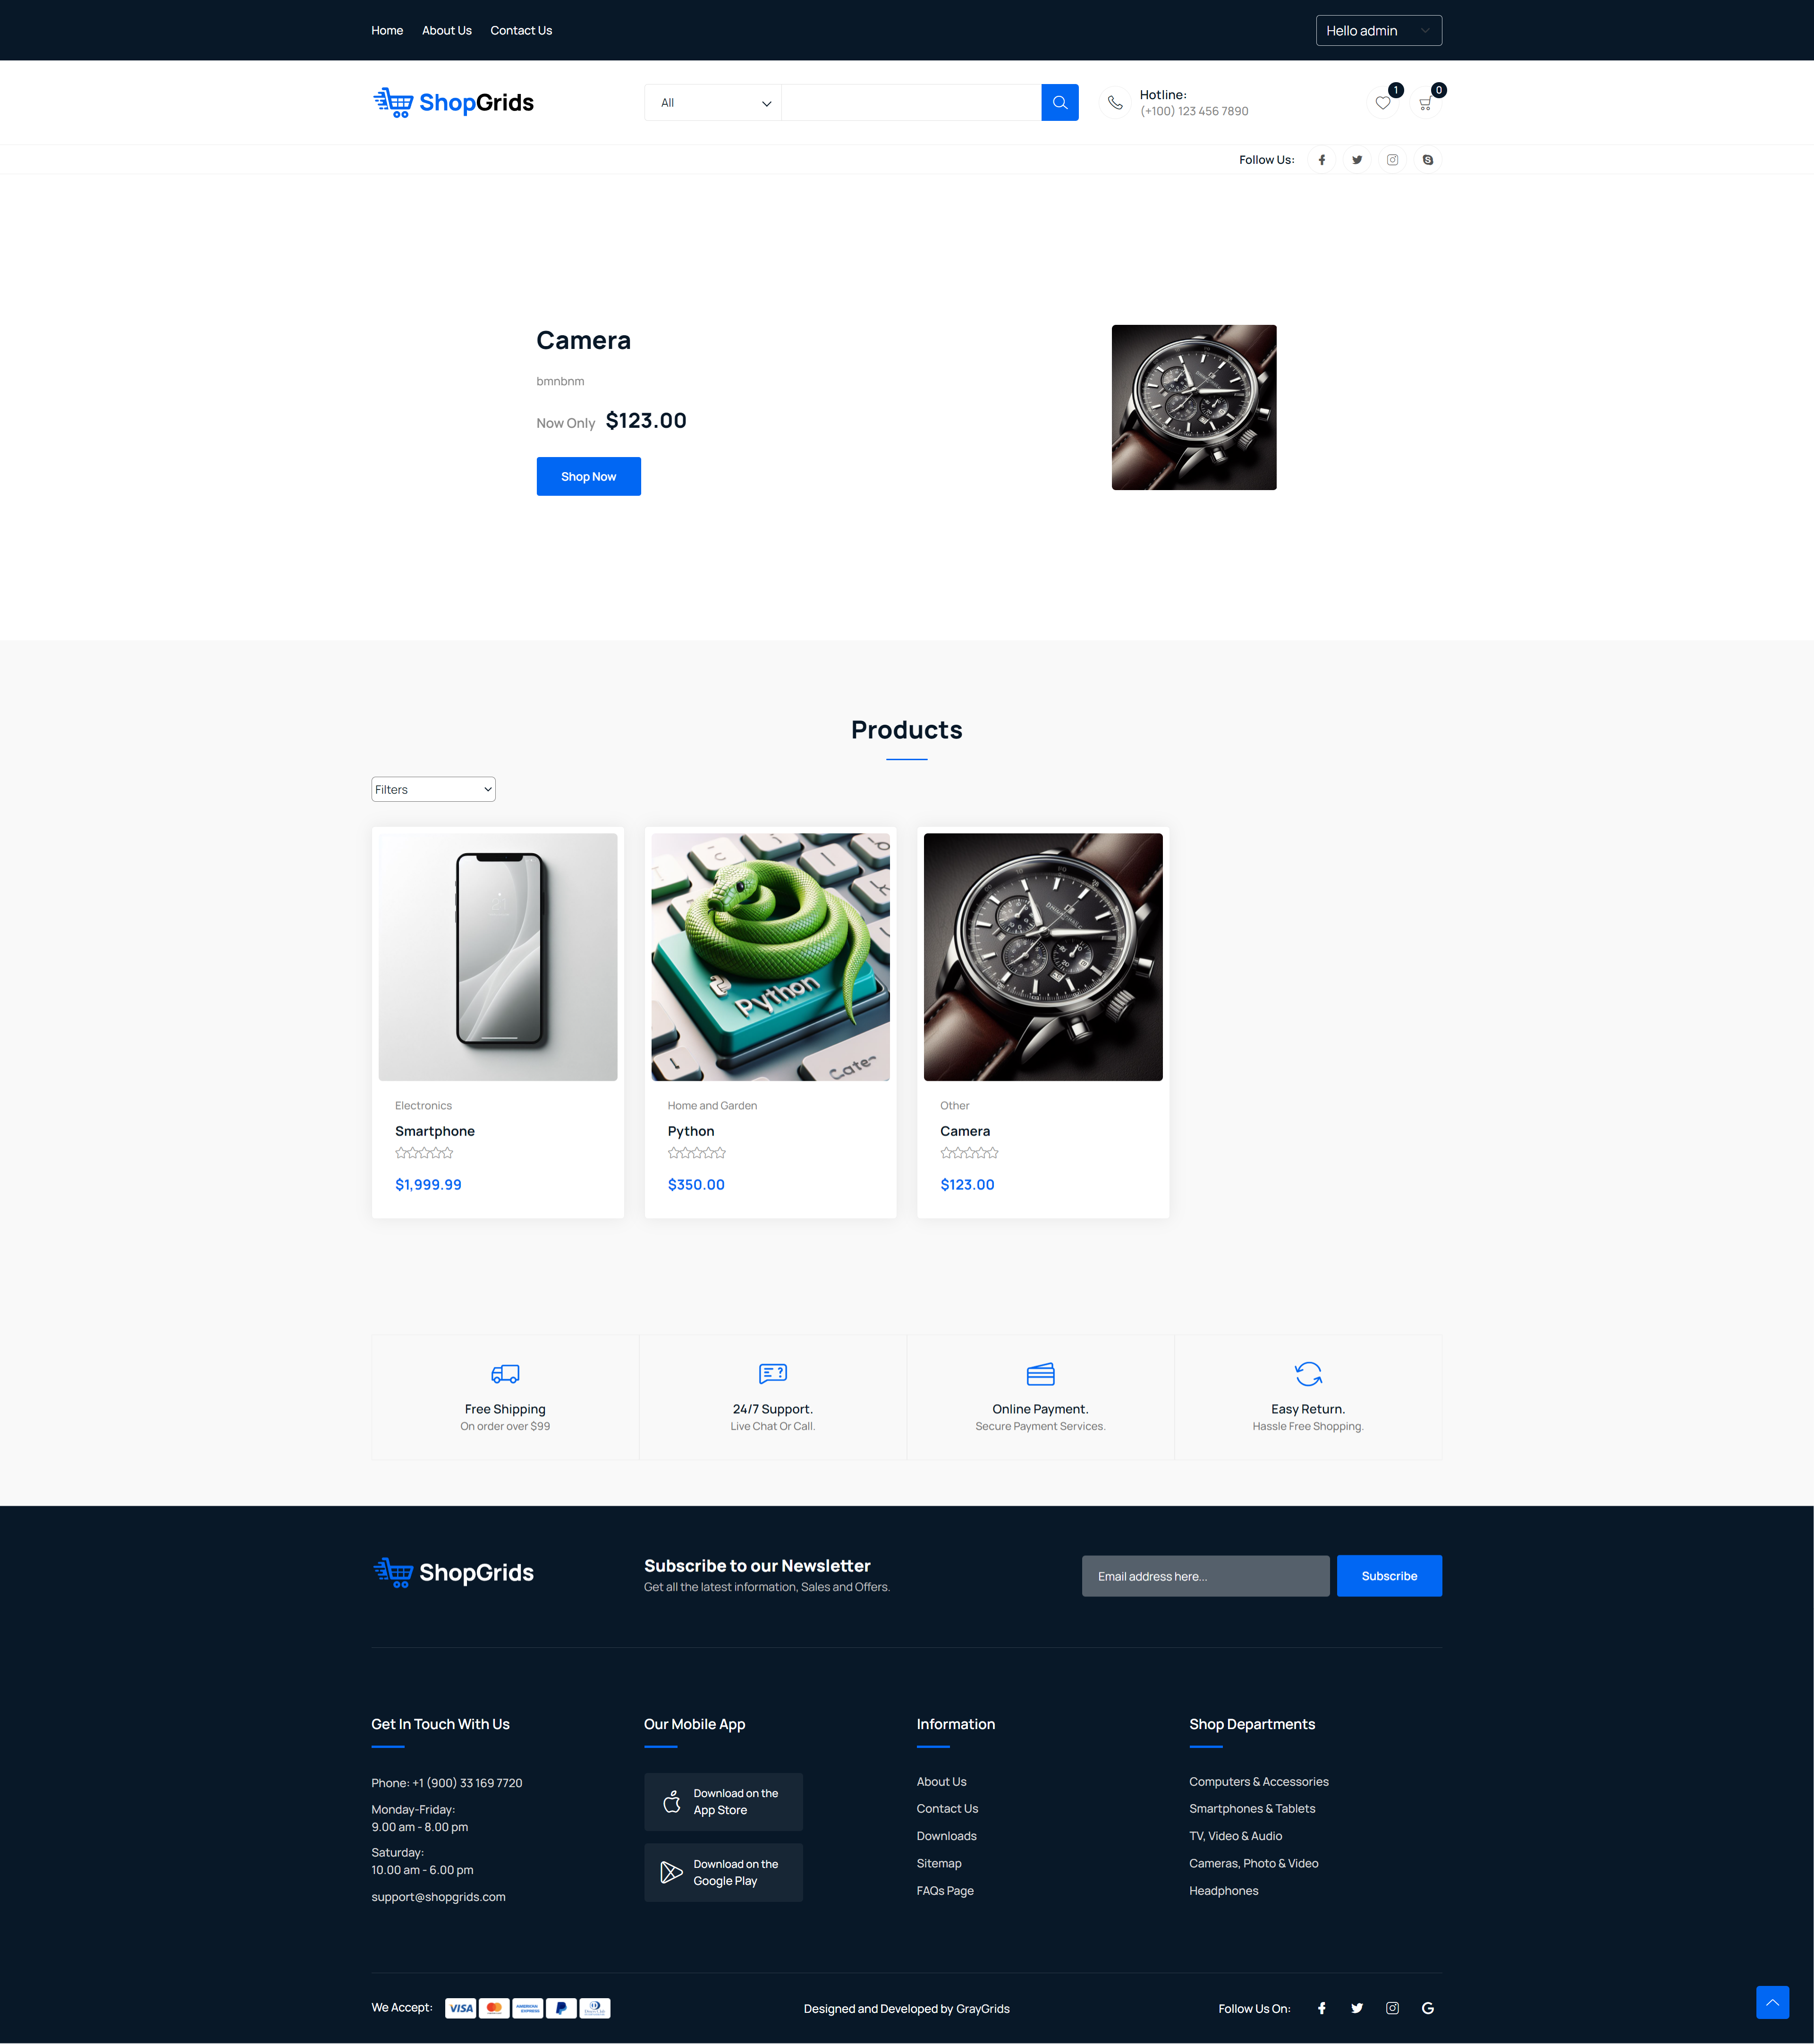 Home About Us Contact Us
Hello admin
ShopGrids
All
Hotline:
(+100) 123 456 7890
1
0
Follow Us:
Camera
bmnbnm
Now Only $123.00
Shop Now
Products
Filters
Python
Electronics
Smartphone
$1,999.99
Home and Garden
Python
$350.00
Other
Camera
$123.00
Free Shipping
On order over $99
24/7 Support.
Live Chat Or Call.
Online Payment.
Secure Payment Services.
Easy Return.
Hassle Free Shopping.
ShopGrids
Subscribe to our Newsletter
Get all the latest information, Sales and Offers.
Email address here...
Subscribe
Get In Touch With Us
Phone: +1 (900) 33 169 7720
Monday-Friday:
9.00 am - 8.00 pm
Saturday:
10.00 am - 6.00 pm
support@shopgrids.com
Our Mobile App
Download on the
App Store
Download on the
Google Play
Information
About Us
Contact Us
Downloads
Sitemap
FAQs Page
Shop Departments
Computers & Accessories
Smartphones & Tablets
TV, Video & Audio
Cameras, Photo & Video
Headphones
We Accept:
VISA
AMERICAN
EXPRESS
Designed and Developed by GrayGrids
Follow Us On: